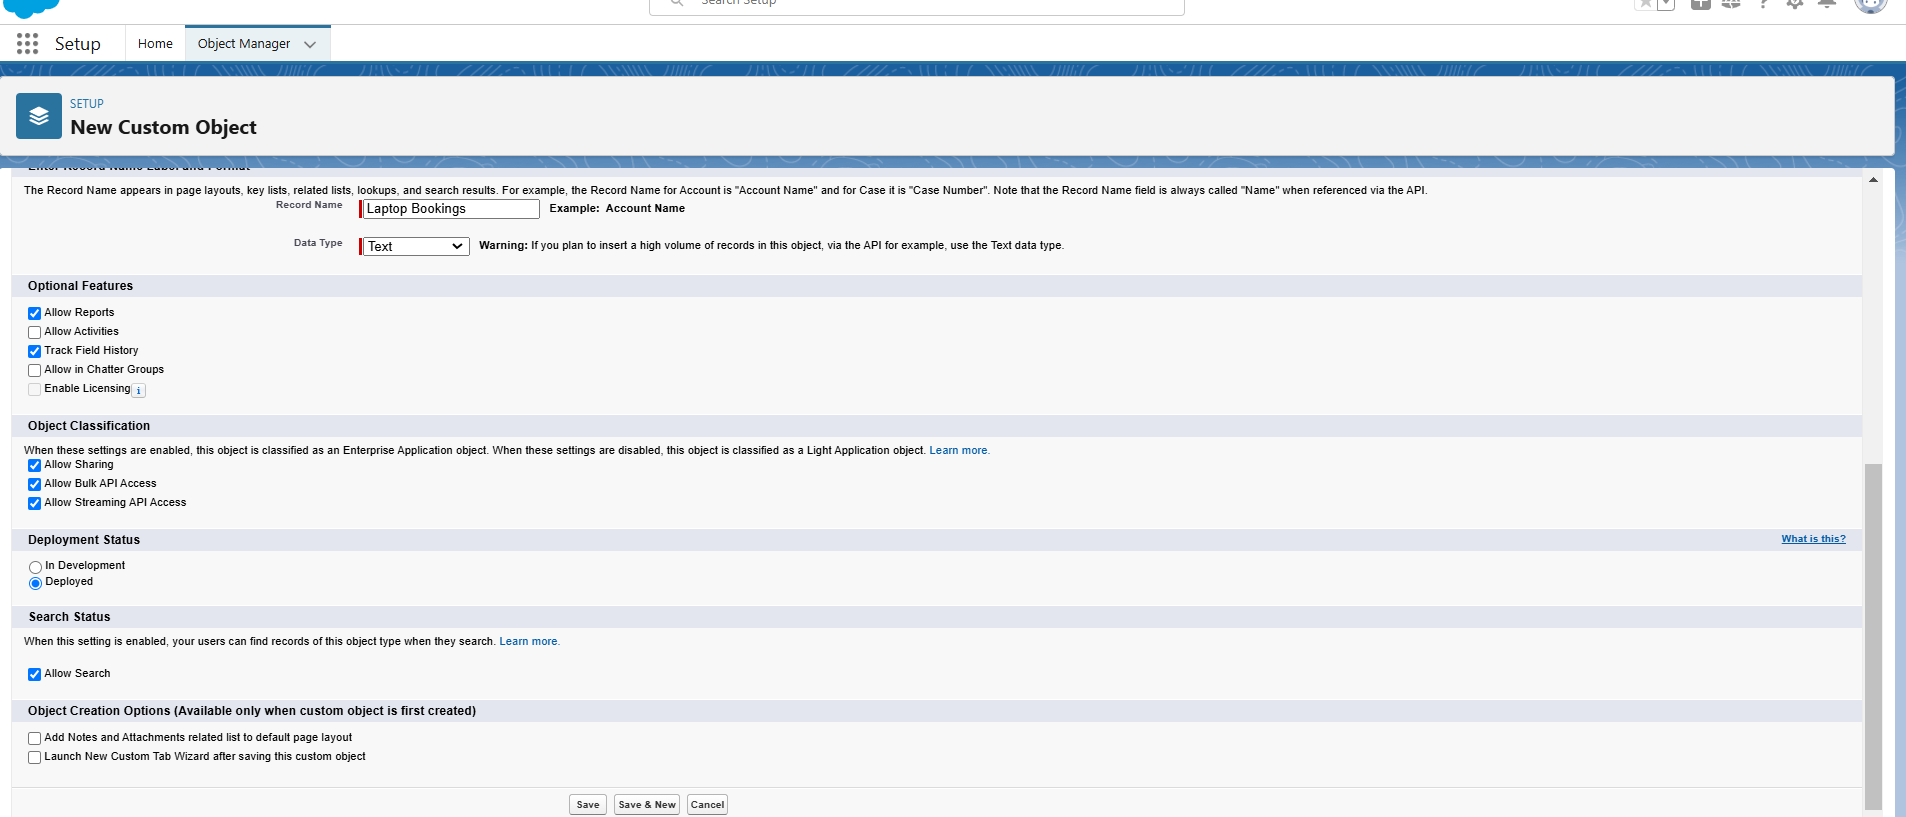 Search Setup
Setup
Home
Object Manager
SETUP
New Custom Object
Enter Record Name Label and Format
The Record Name appears in page layouts, key lists, related lists, lookups, and search results. For example, the Record Name for Account is "Account Name" and for Case it is "Case Number". Note that the Record Name field is always called "Name" when referenced via the API.
Record Name Laptop Bookings Example: Account Name
Data Type Text Warning: If you plan to insert a high volume of records in this object, via the API for example, use the Text data type.
Optional Features
Allow Reports
Allow Activities
Track Field History
Allow in Chatter Groups
Enable Licensing i
Object Classification
When these settings are enabled, this object is classified as an Enterprise Application object. When these settings are disabled, this object is classified as a Light Application object. Learn more.
Allow Sharing
Allow Bulk API Access
Allow Streaming API Access
Deployment Status What is this?
In Development
Deployed
Search Status
When this setting is enabled, your users can find records of this object type when they search. Learn more.
Allow Search
Object Creation Options (Available only when custom object is first created)
Add Notes and Attachments related list to default page layout
Launch New Custom Tab Wizard after saving this custom object
Save Save & New Cancel